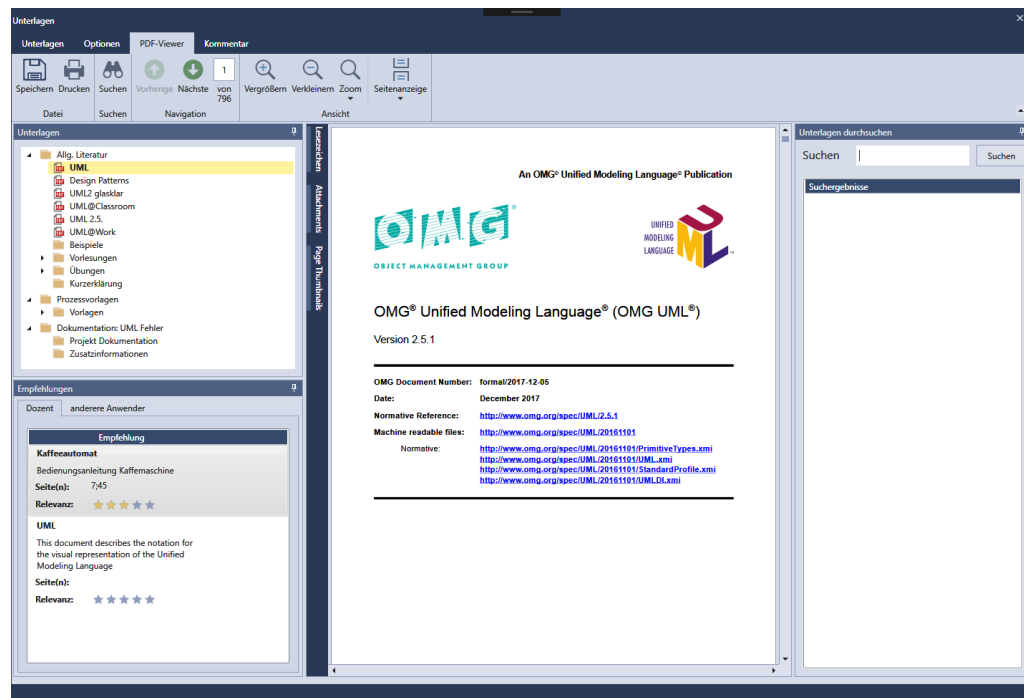 Unterlagen
Unterlagen Optionen PDF-Viewer Kommentar
Speichern Drucken Suchen Vorherige Nächste 1 von 796 Vergrößern Verkleinern Zoom Seitenanzeige
Datei Suchen Navigation Ansicht
Unterlagen
Allg. Literatur
UML
Design Patterns
UML2 glasklar
UML@Classroom
UML 2.5.
UML@Work
Beispiele
Vorlesungen
Übungen
Kurzerklärung
Prozessvorlagen
Vorlagen
Dokumentation: UML Fehler
Projekt Dokumentation
Zusatzinformationen
Empfehlungen
Dozent anderere Anwender
Empfehlung
Kaffeeautomat
Bedienungsanleitung Kaffemaschine
Seite(n): 7;45
Relevanz:
UML
This document describes the notation for
the visual representation of the Unified
Modeling Language
Seite(n):
Relevanz:
Lesezeichen
Attachments
Page Thumbnails
An OMG® Unified Modeling Language® Publication
OMG®
OBJECT MANAGEMENT GROUP
UNIFIED
MODELING
LANGUAGE
UML™
OMG® Unified Modeling Language® (OMG UML®)
Version 2.5.1
OMG Document Number: formal/2017-12-05
Date: December 2017
Normative Reference: http://www.omg.org/spec/UML/2.5.1
Machine readable files: http://www.omg.org/spec/UML/20161101
Normative: http://www.omg.org/spec/UML/20161101/PrimitiveTypes.xmi
http://www.omg.org/spec/UML/20161101/UML.xmi
http://www.omg.org/spec/UML/20161101/StandardProfile.xmi
http://www.omg.org/spec/UML/20161101/UMLDI.xmi
Unterlagen durchsuchen
Suchen Suchen
Suchergebnisse